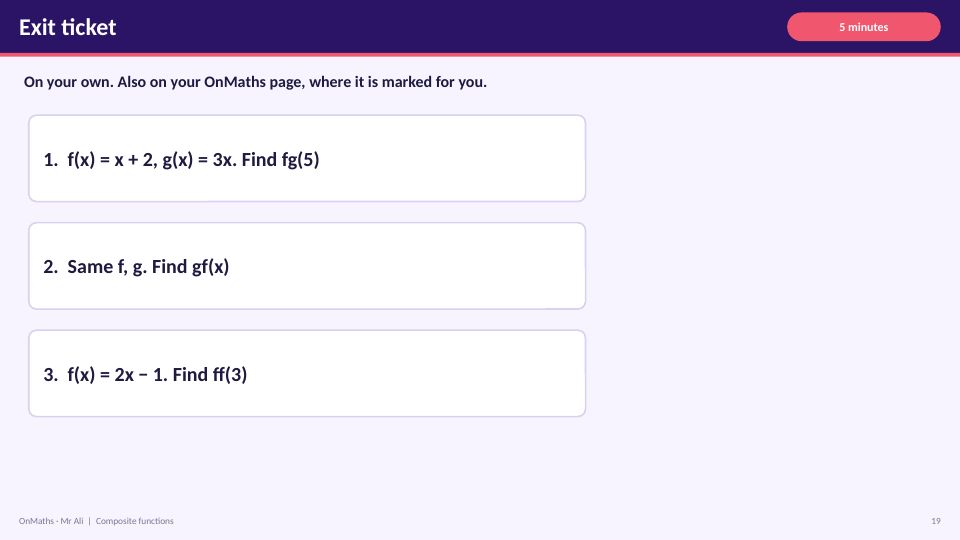 Exit ticket
5 minutes
On your own. Also on your OnMaths page, where it is marked for you.
1. f(x) = x + 2, g(x) = 3x. Find fg(5)
2. Same f, g. Find gf(x)
3. f(x) = 2x − 1. Find ff(3)
OnMaths - Mr Ali | Composite functions
19